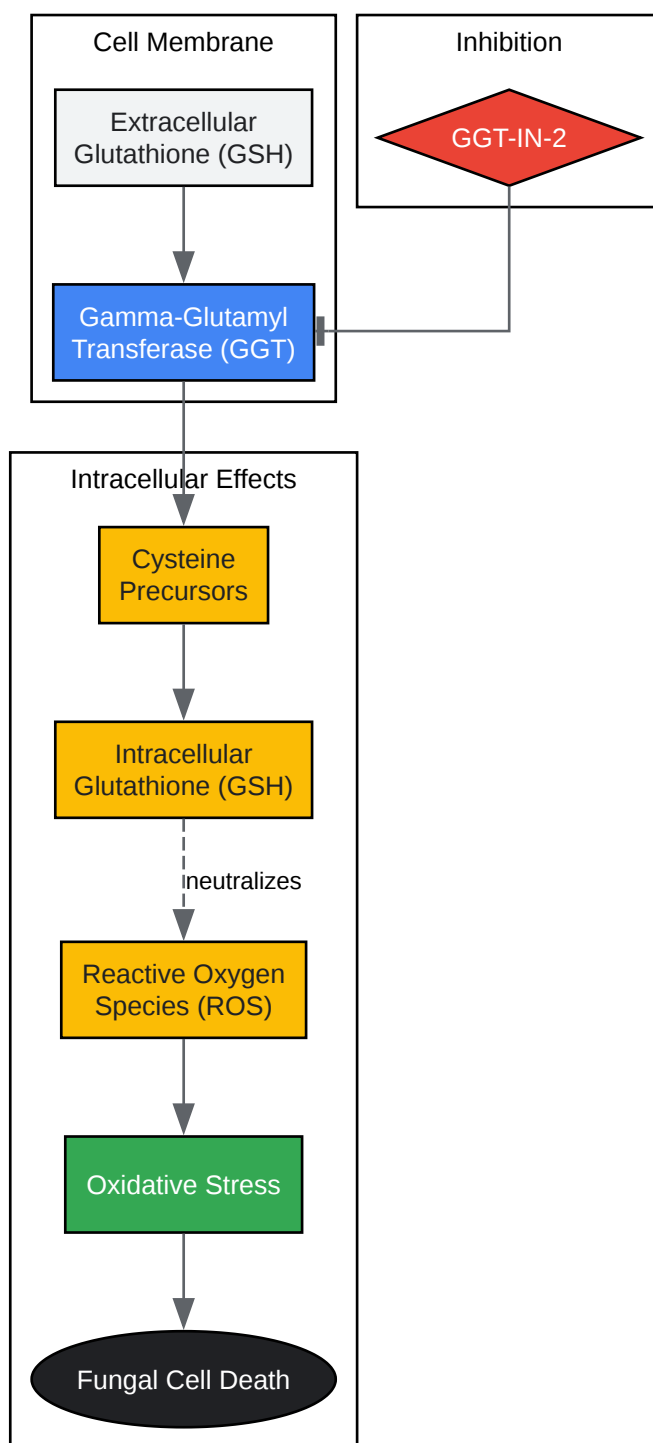 Cell Membrane
Inhibition
Extracellular
Glutathione (GSH)
GGT-IN-2
Gamma-Glutamyl
Transferase (GGT)
Intracellular Effects
Cysteine
Precursors
Intracellular
Glutathione (GSH)
neutralizes
Reactive Oxygen
Species (ROS)
Oxidative Stress
Fungal Cell Death